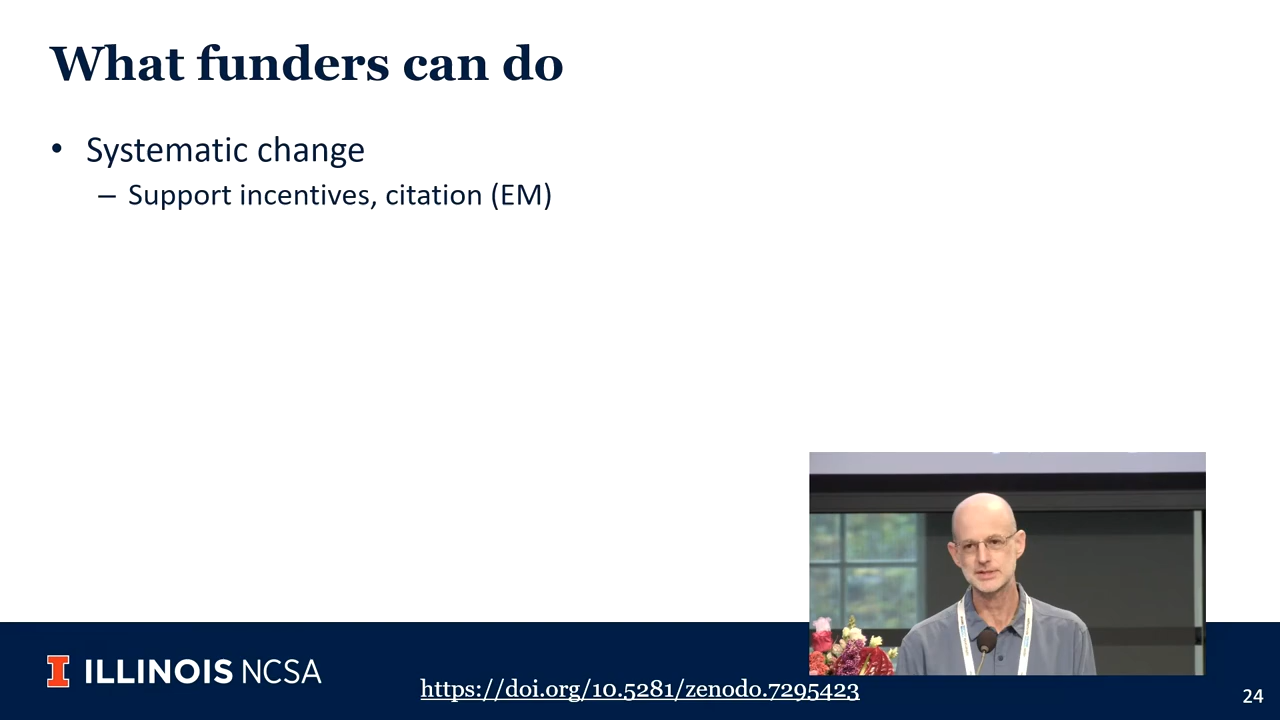 What funders can do
• Systematic change
– Support incentives, citation (EM)
I ILLINOIS NCSA
https://doi.org/10.5281/zenodo.7295423
24